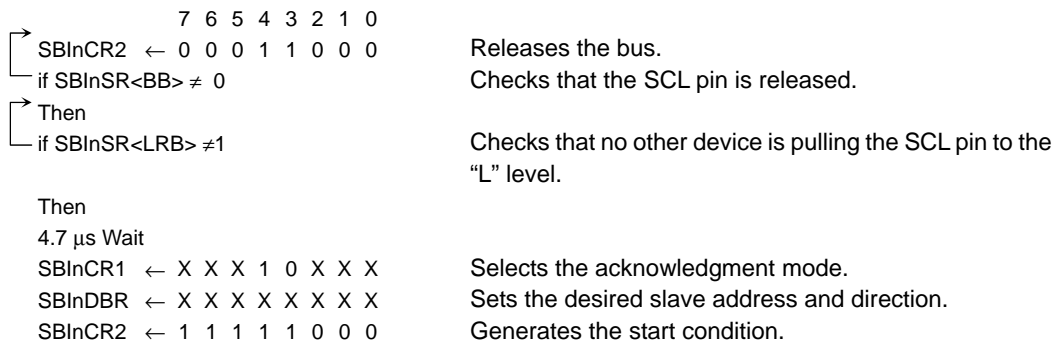 7 6 5 4 3 2 1 0
SBInCR2 ← 0 0 0 1 1 0 0 0 Releases the bus.
if SBInSR<BB> ≠ 0 Checks that the SCL pin is released.
Then
if SBInSR<LRB> ≠1 Checks that no other device is pulling the SCL pin to the
“L” level.
Then
4.7 μs Wait
SBInCR1 ← X X X 1 0 X X X Selects the acknowledgment mode.
SBInDBR ← X X X X X X X X Sets the desired slave address and direction.
SBInCR2 ← 1 1 1 1 1 0 0 0 Generates the start condition.